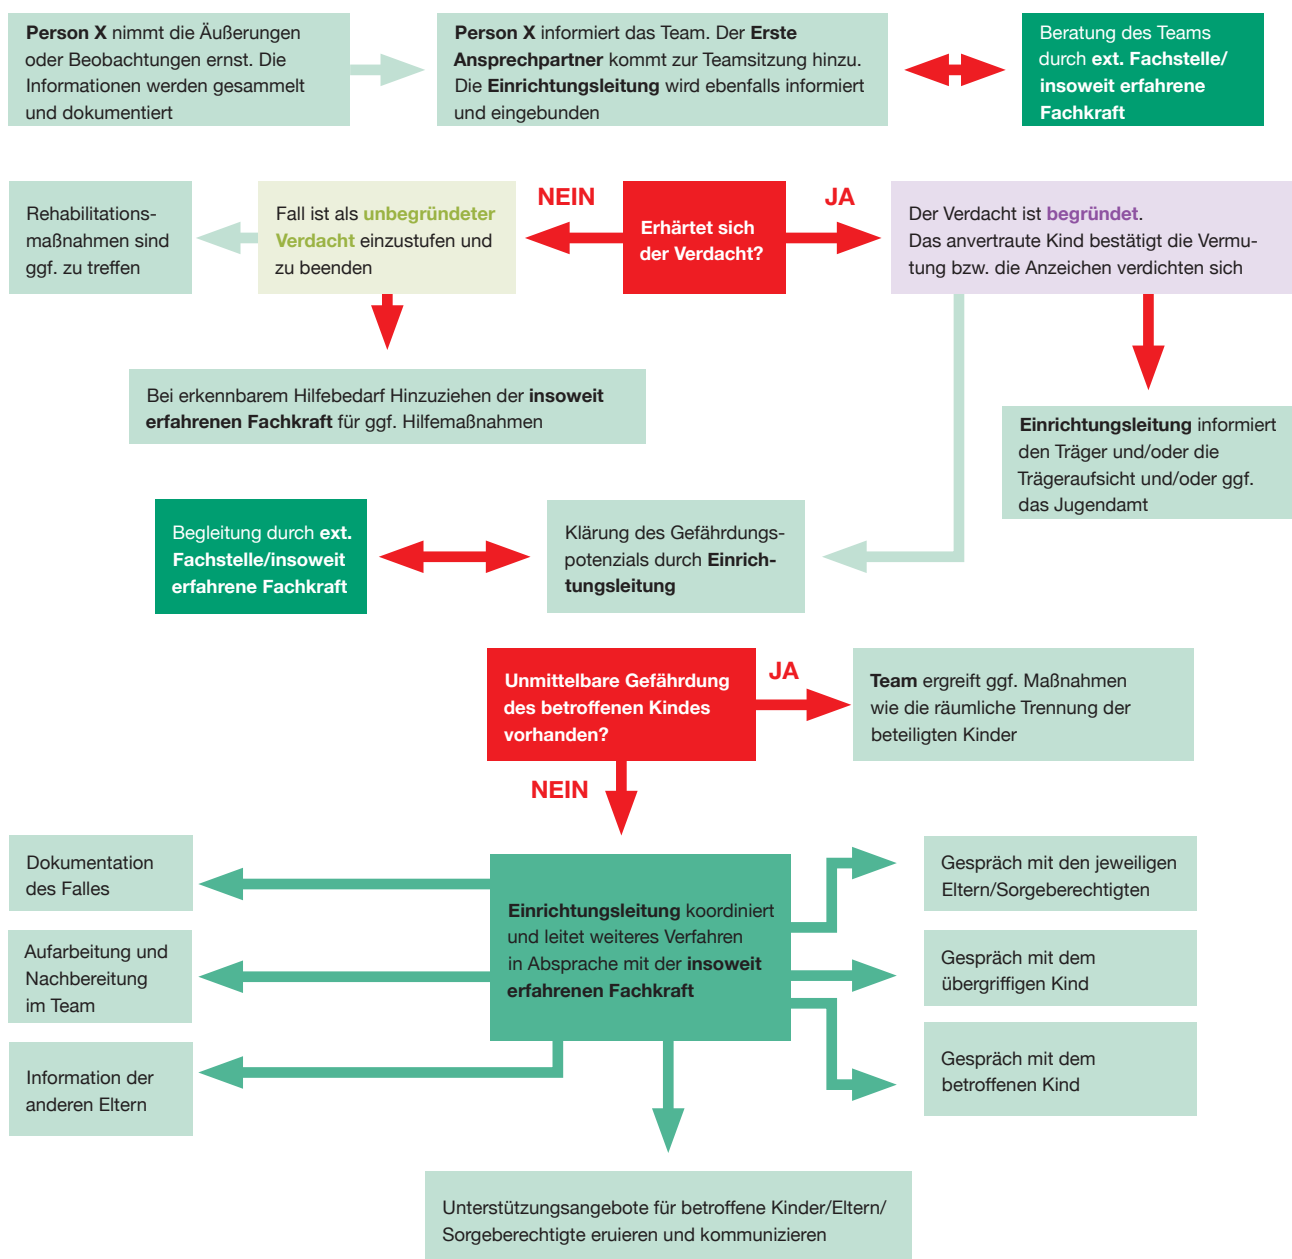 Person X nimmt die Äußerungen
oder Beobachtungen ernst. Die
Informationen werden gesammelt
und dokumentiert
Person X informiert das Team. Der Erste
Ansprechpartner kommt zur Teamsitzung hinzu.
Die Einrichtungsleitung wird ebenfalls informiert
und eingebunden
Beratung des Teams
durch ext. Fachstelle/
insoweit erfahrene
Fachkraft
Rehabilitations-
maßnahmen sind
ggf. zu treffen
Fall ist als unbegründeter
Verdacht einzustufen und
zu beenden
NEIN
Erhärtet sich
der Verdacht?
JA
Der Verdacht ist begründet.
Das anvertraute Kind bestätigt die Vermu-
tung bzw. die Anzeichen verdichten sich
Bei erkennbarem Hilfebedarf Hinzuziehen der insoweit
erfahrenen Fachkraft für ggf. Hilfemaßnahmen
Einrichtungsleitung informiert
den Träger und/oder die
Trägeraufsicht und/oder ggf.
das Jugendamt
Begleitung durch ext.
Fachstelle/insoweit
erfahrene Fachkraft
Klärung des Gefährdungs-
potenzials durch Einrich-
tungsleitung
Unmittelbare Gefährdung
des betroffenen Kindes
vorhanden?
JA
Team ergreift ggf. Maßnahmen
wie die räumliche Trennung der
beteiligten Kinder
NEIN
Dokumentation
des Falles
Aufarbeitung und
Nachbereitung
im Team
Information der
anderen Eltern
Einrichtungsleitung koordiniert
und leitet weiteres Verfahren
in Absprache mit der insoweit
erfahrenen Fachkraft
Gespräch mit den jeweiligen
Eltern/Sorgeberechtigten
Gespräch mit dem
übergriffigen Kind
Gespräch mit dem
betroffenen Kind
Unterstützungsangebote für betroffene Kinder/Eltern/
Sorgeberechtigte eruieren und kommunizieren